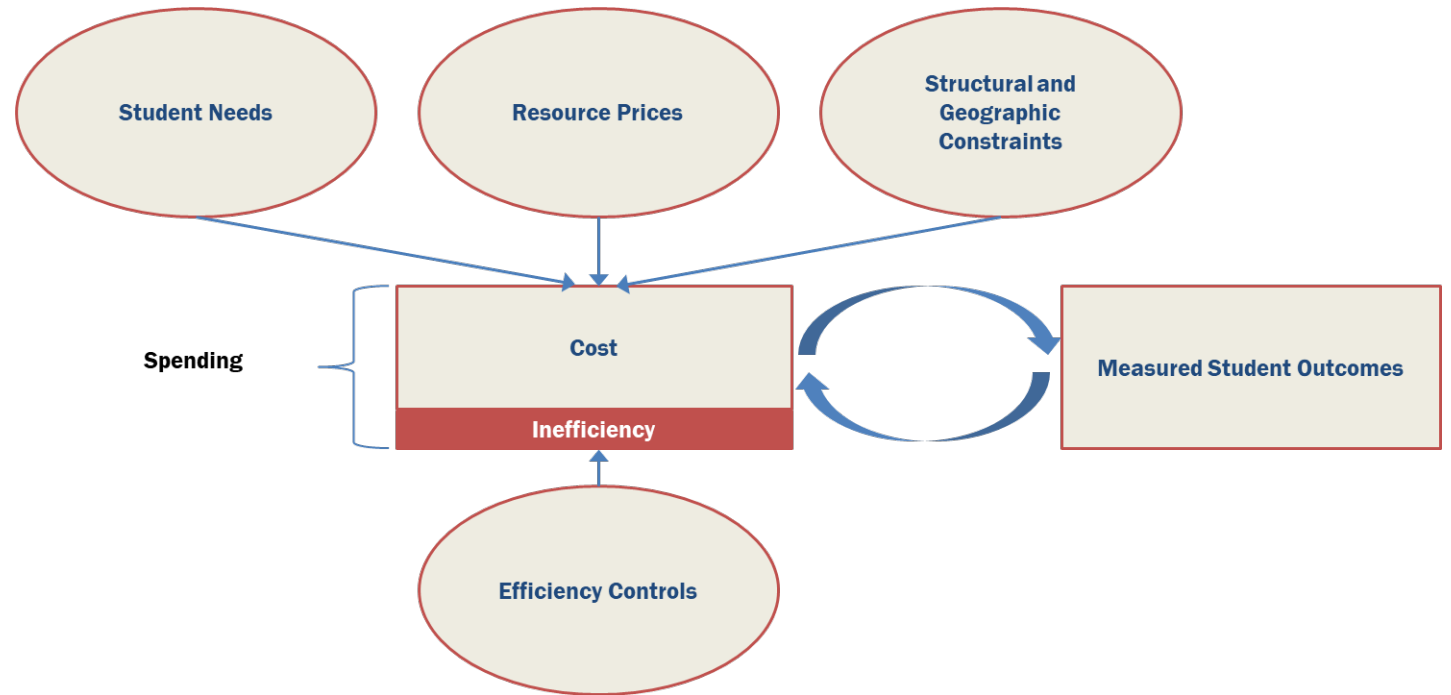 Student Needs
Resource Prices
Structural and
Geographic
Constraints
Spending
Cost
Inefficiency
Measured Student Outcomes
Efficiency Controls